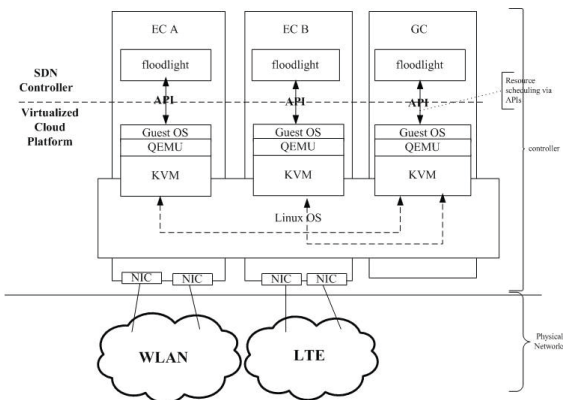 EC A
EC B
GC
floodlight
floodlight
floodlight
SDN
Controller
API
API
API
Resource
scheduling via
APIs
Virtualized
Cloud
Platform
Guest OS
Guest OS
Guest OS
QEMU
QEMU
QEMU
KVM
KVM
KVM
controller
Linux OS
NIC
NIC
NIC
NIC
WLAN
LTE
Physical
Network